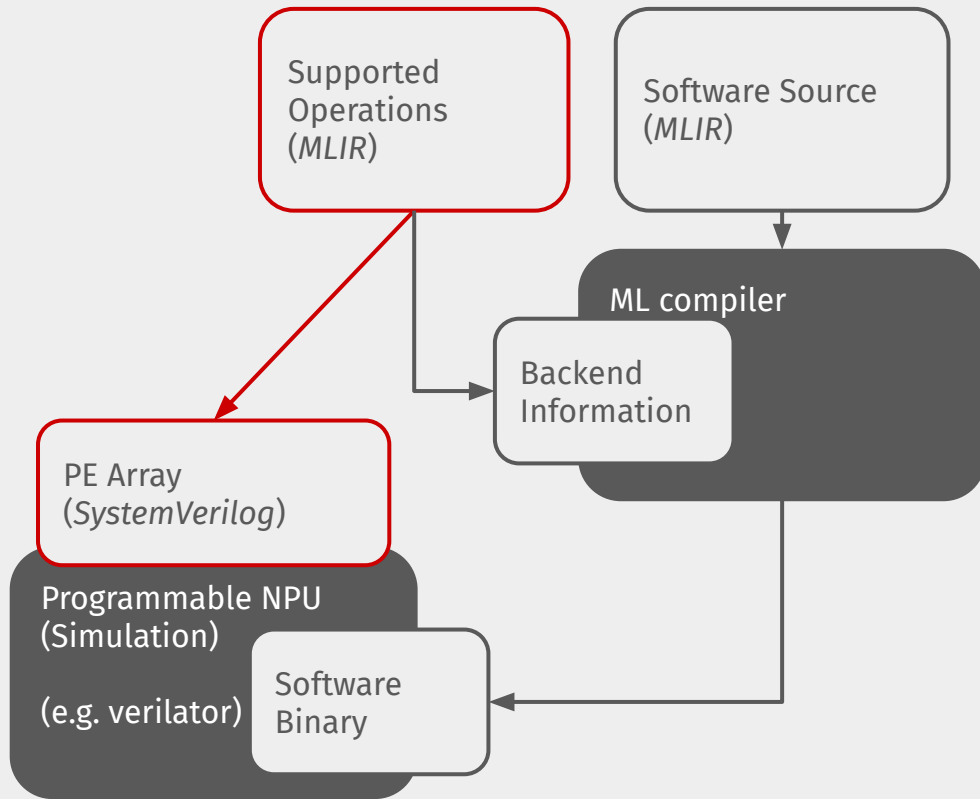 Supported
Operations
(MLIR)
Software Source
(MLIR)
ML compiler
Backend
Information
PE Array
(SystemVerilog)
Programmable NPU
(Simulation)
(e.g. verilator)
Software
Binary